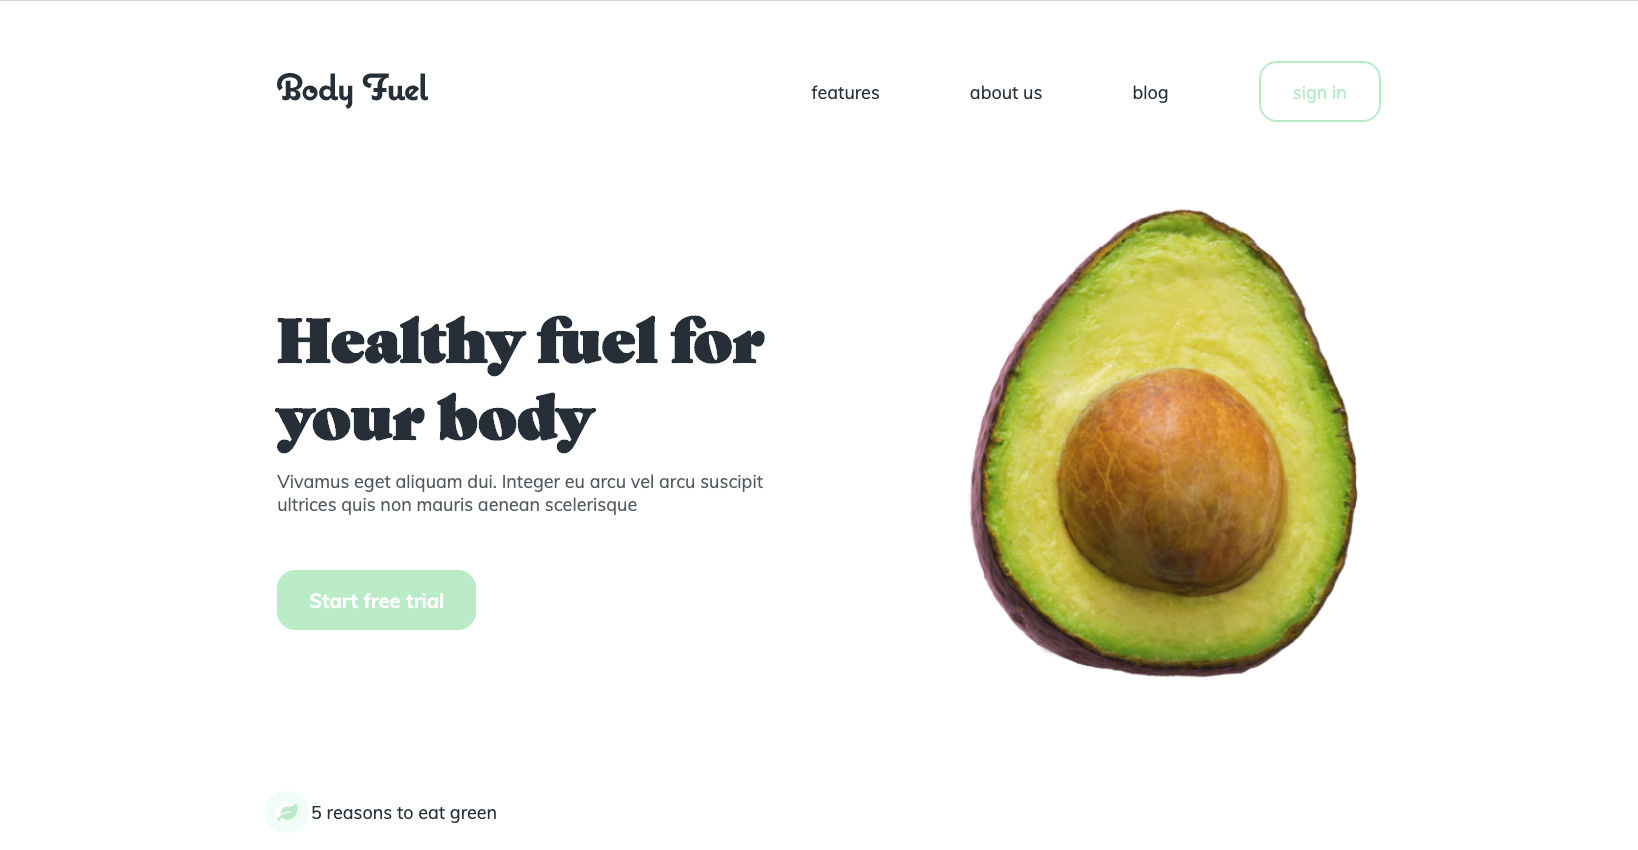 Body Fuel
features
about us
blog
sign in
Healthy fuel for
your body
Vivamus eget aliquam dui. Integer eu arcu vel arcu suscipit
ultrices quis non mauris aenean scelerisque
Start free trial
5 reasons to eat green